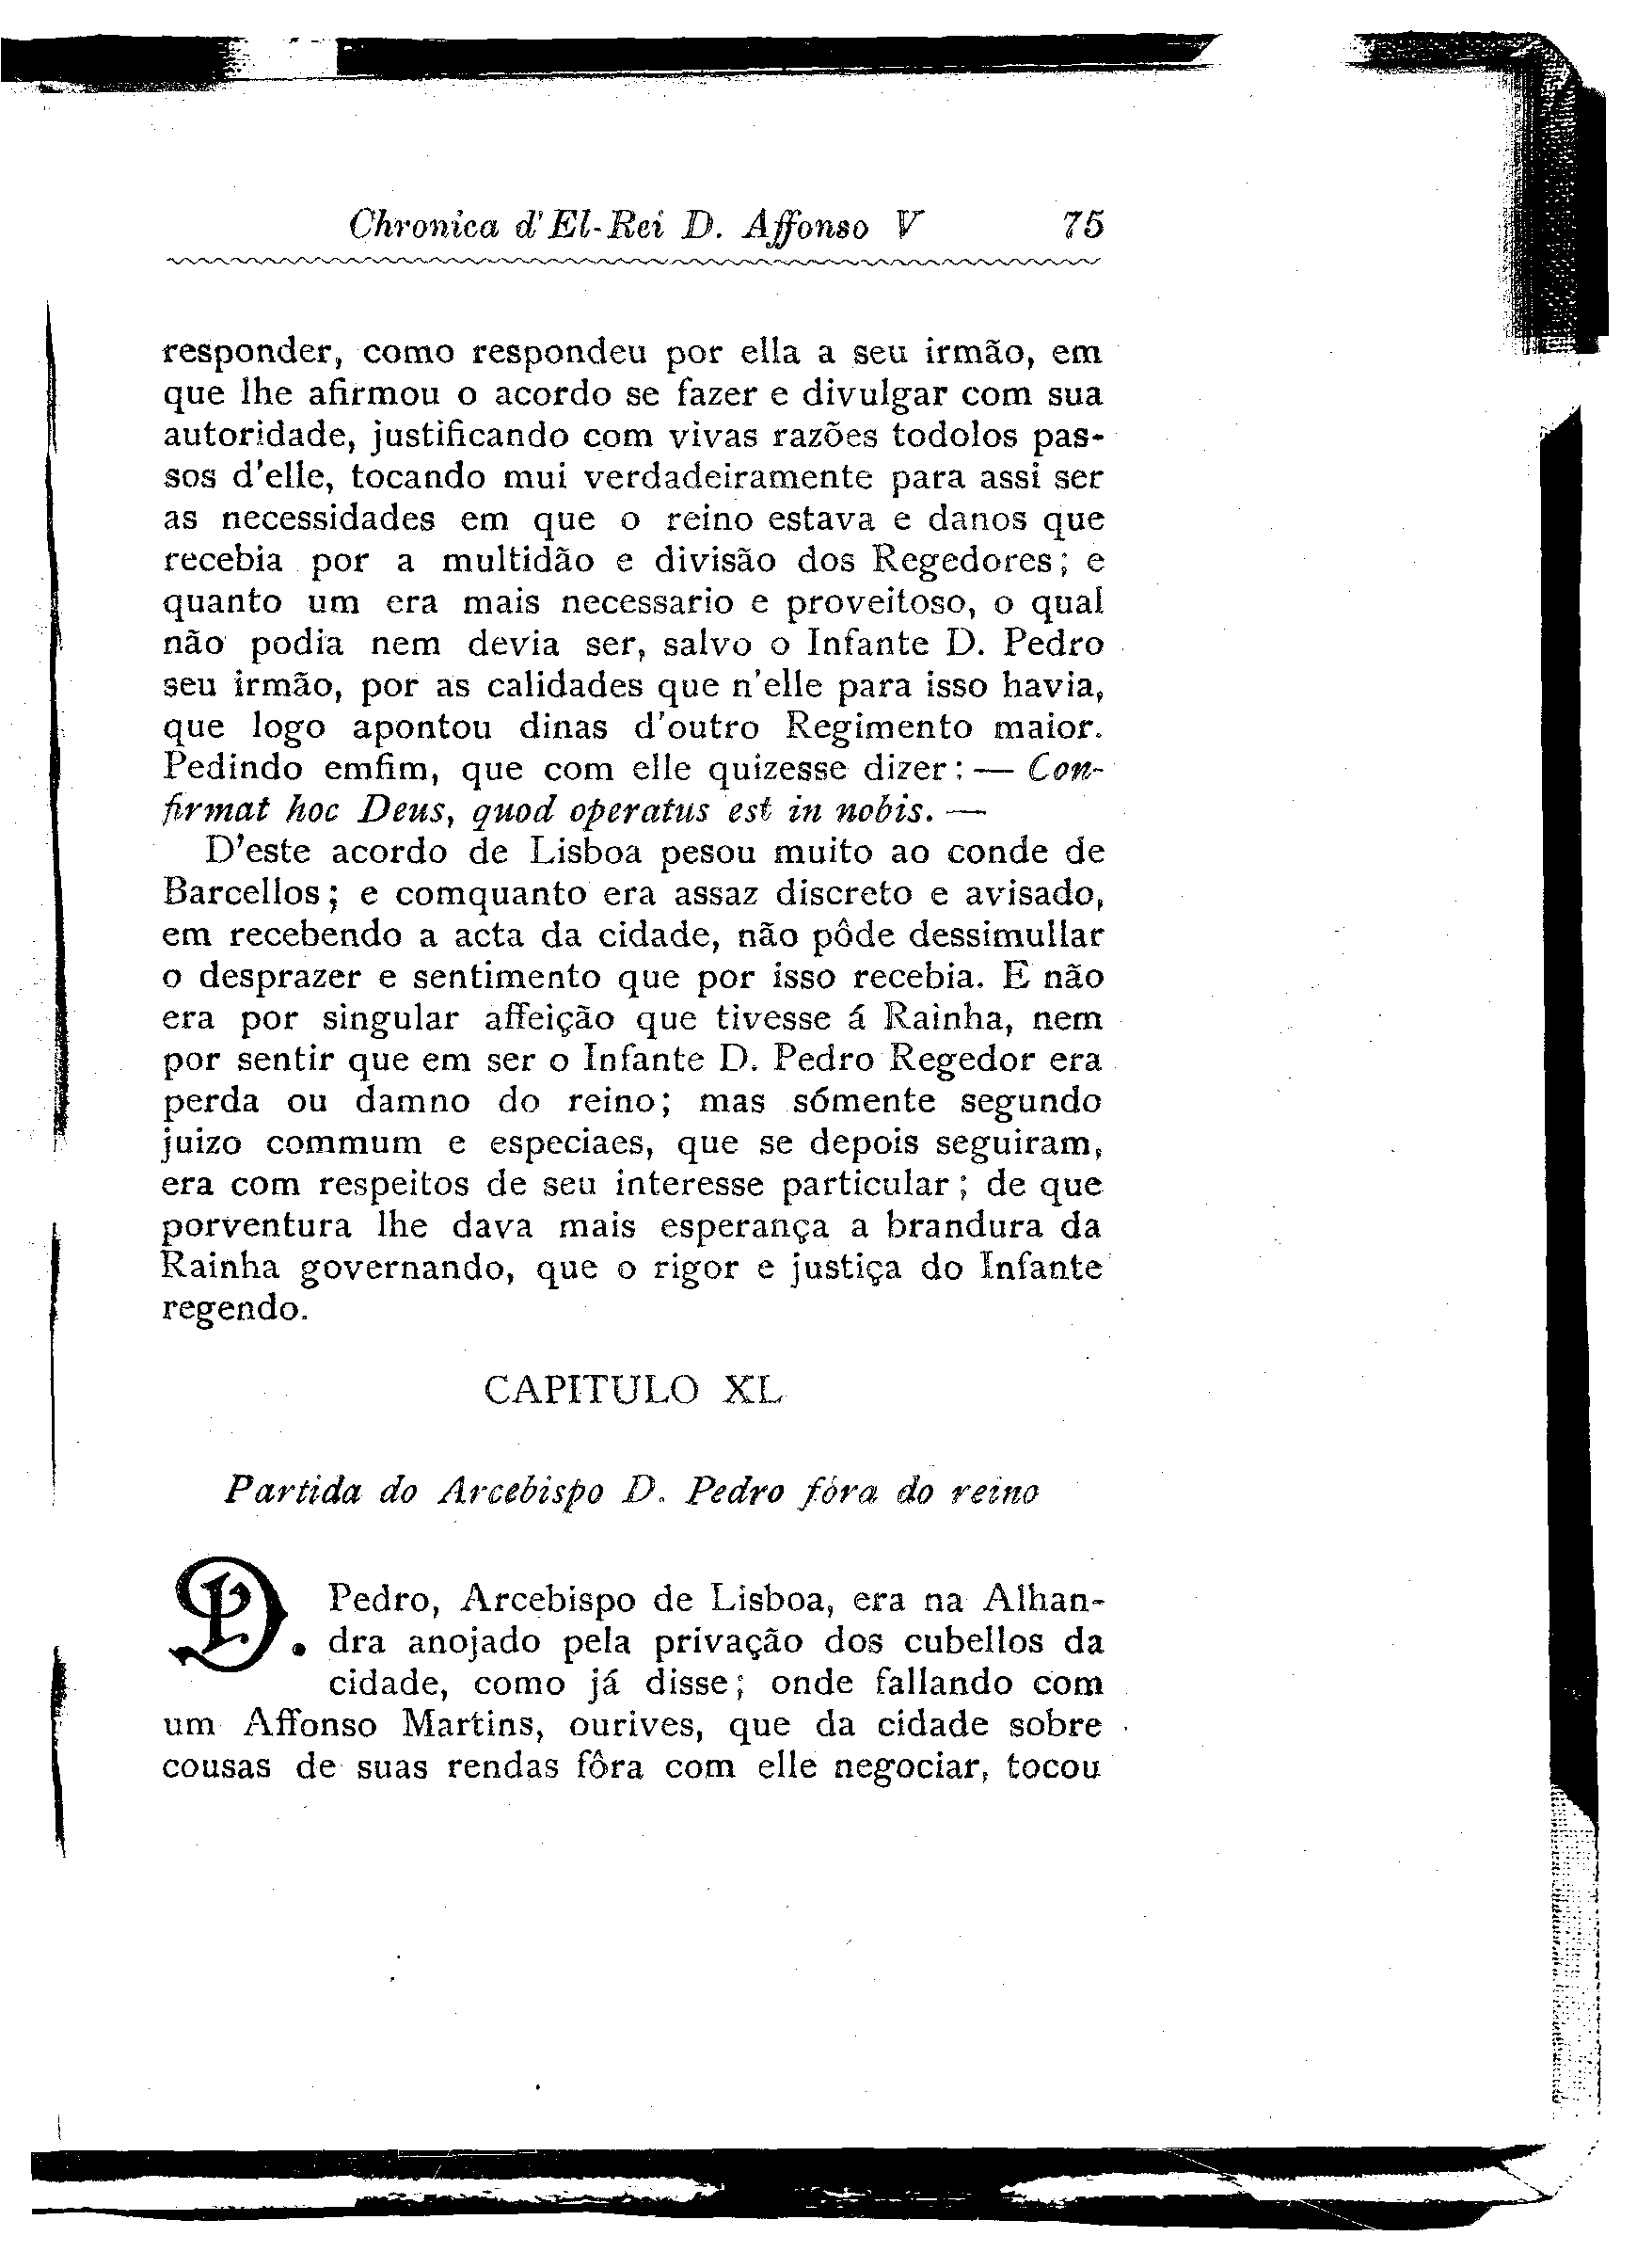 Chronica d'El-Rei D. Affonso V 75
responder, como respondeu por ella a seu irmão, em
que lhe afirmou o acordo se fazer e divulgar com sua
autoridade, justificando com vivas razões todolos pas-
sos d'elle, tocando mui verdadeiramente para assi ser
as necessidades em que o reino estava e danos que
recebia por a multidão e divisão dos Regedores; e
quanto um era mais necessario e proveitoso, o qual
não podia nem devia ser, salvo o Infante D. Pedro
seu irmão, por as calidades que n'elle para isso havia,
que logo apontou dinas d'outro Regimento maior.
Pedindo emfim, que com elle quizesse dizer: — Con-
firmat hoc Deus, quod operatus est in nobis. —
D'este acordo de Lisboa pesou muito ao conde de
Barcellos; e comquanto era assaz discreto e avisado,
em recebendo a acta da cidade, não pôde dessimullar
o desprazer e sentimento que por isso recebia. E não
era por singular affeição que tivesse á Rainha, nem
por sentir que em ser o Infante D. Pedro Regedor era
perda ou damno do reino; mas sómente segundo
juizo commum e especiaes, que se depois seguiram,
era com respeitos de seu interesse particular; de que
porventura lhe dava mais esperança a brandura da
Rainha governando, que o rigor e justiça do Infante
regendo.
CAPITULO XL
Partida do Arcebispo D. Pedro fóra do reino
D. Pedro, Arcebispo de Lisboa, era na Alhan-
dra anojado pela privação dos cubellos da
cidade, como já disse; onde fallando com
um Affonso Martins, ourives, que da cidade sobre
cousas de suas rendas fôra com elle negociar, tocou